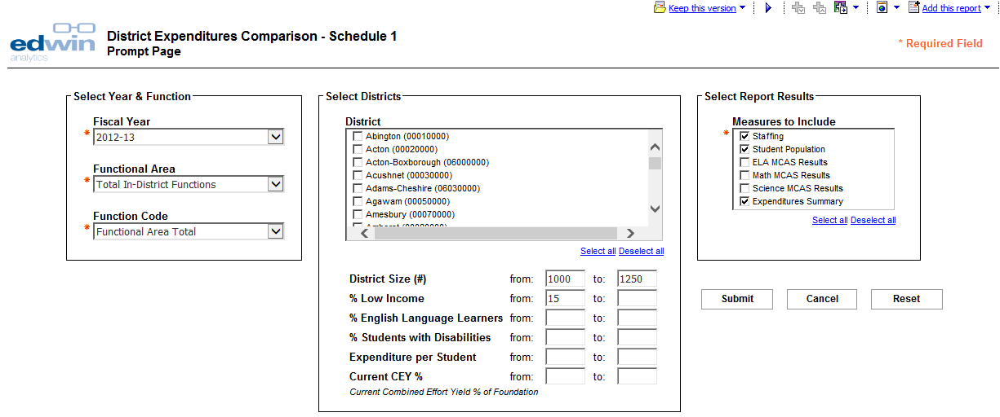 Keep this version
Add this report
edwin
analytics
District Expenditures Comparison - Schedule 1
Prompt Page
* Required Field
Select Year & Function
* Fiscal Year
2012-13
* Functional Area
Total In-District Functions
* Function Code
Functional Area Total
Select Districts
District
Abington (00010000)
Acton (00020000)
Acton-Boxborough (06000000)
Acushnet (00030000)
Adams-Cheshire (06030000)
Agawam (00050000)
Amesbury (00070000)
Select all Deselect all
District Size (#) from: 1000 to: 1250
% Low Income from: 15 to:
% English Language Learners from: to:
% Students with Disabilities from: to:
Expenditure per Student from: to:
Current CEY % from: to:
Current Combined Effort Yield % of Foundation
Select Report Results
* Measures to Include
Staffing
Student Population
ELA MCAS Results
Math MCAS Results
Science MCAS Results
Expenditures Summary
Select all Deselect all
Submit Cancel Reset